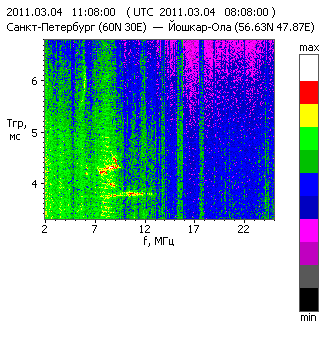 2011.03.04 11:08:00 ( UTC 2011.03.04 08:08:00 )
Санкт-Петербург (60N 30E) — Йошкар-Ола (56.63N 47.87E)
max
6
Tгр,
мс
5
4
2 7 12 17 22
f, МГц
min